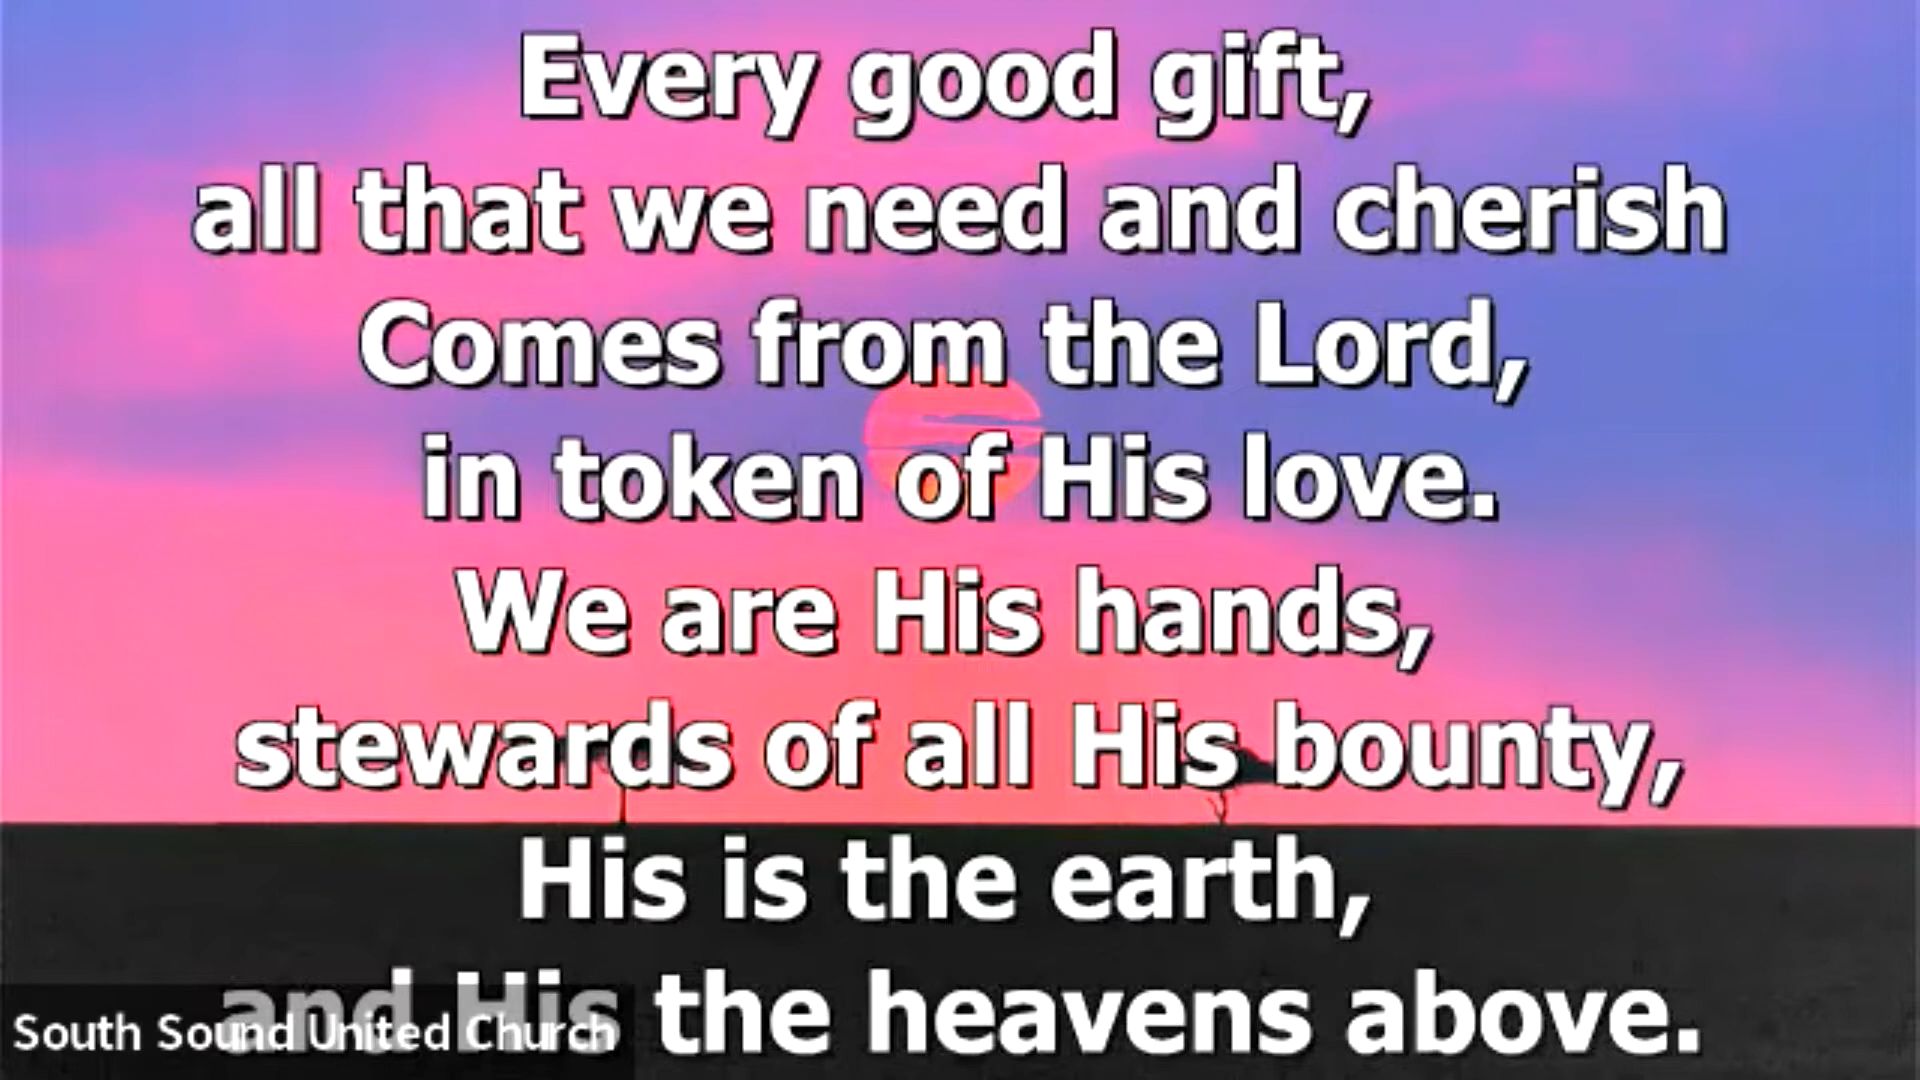 Every good gift,
all that we need and cherish
Comes from the Lord,
in token of His love.
We are His hands,
stewards of all His bounty,
His is the earth,
and His the heavens above.
South Sound United Church